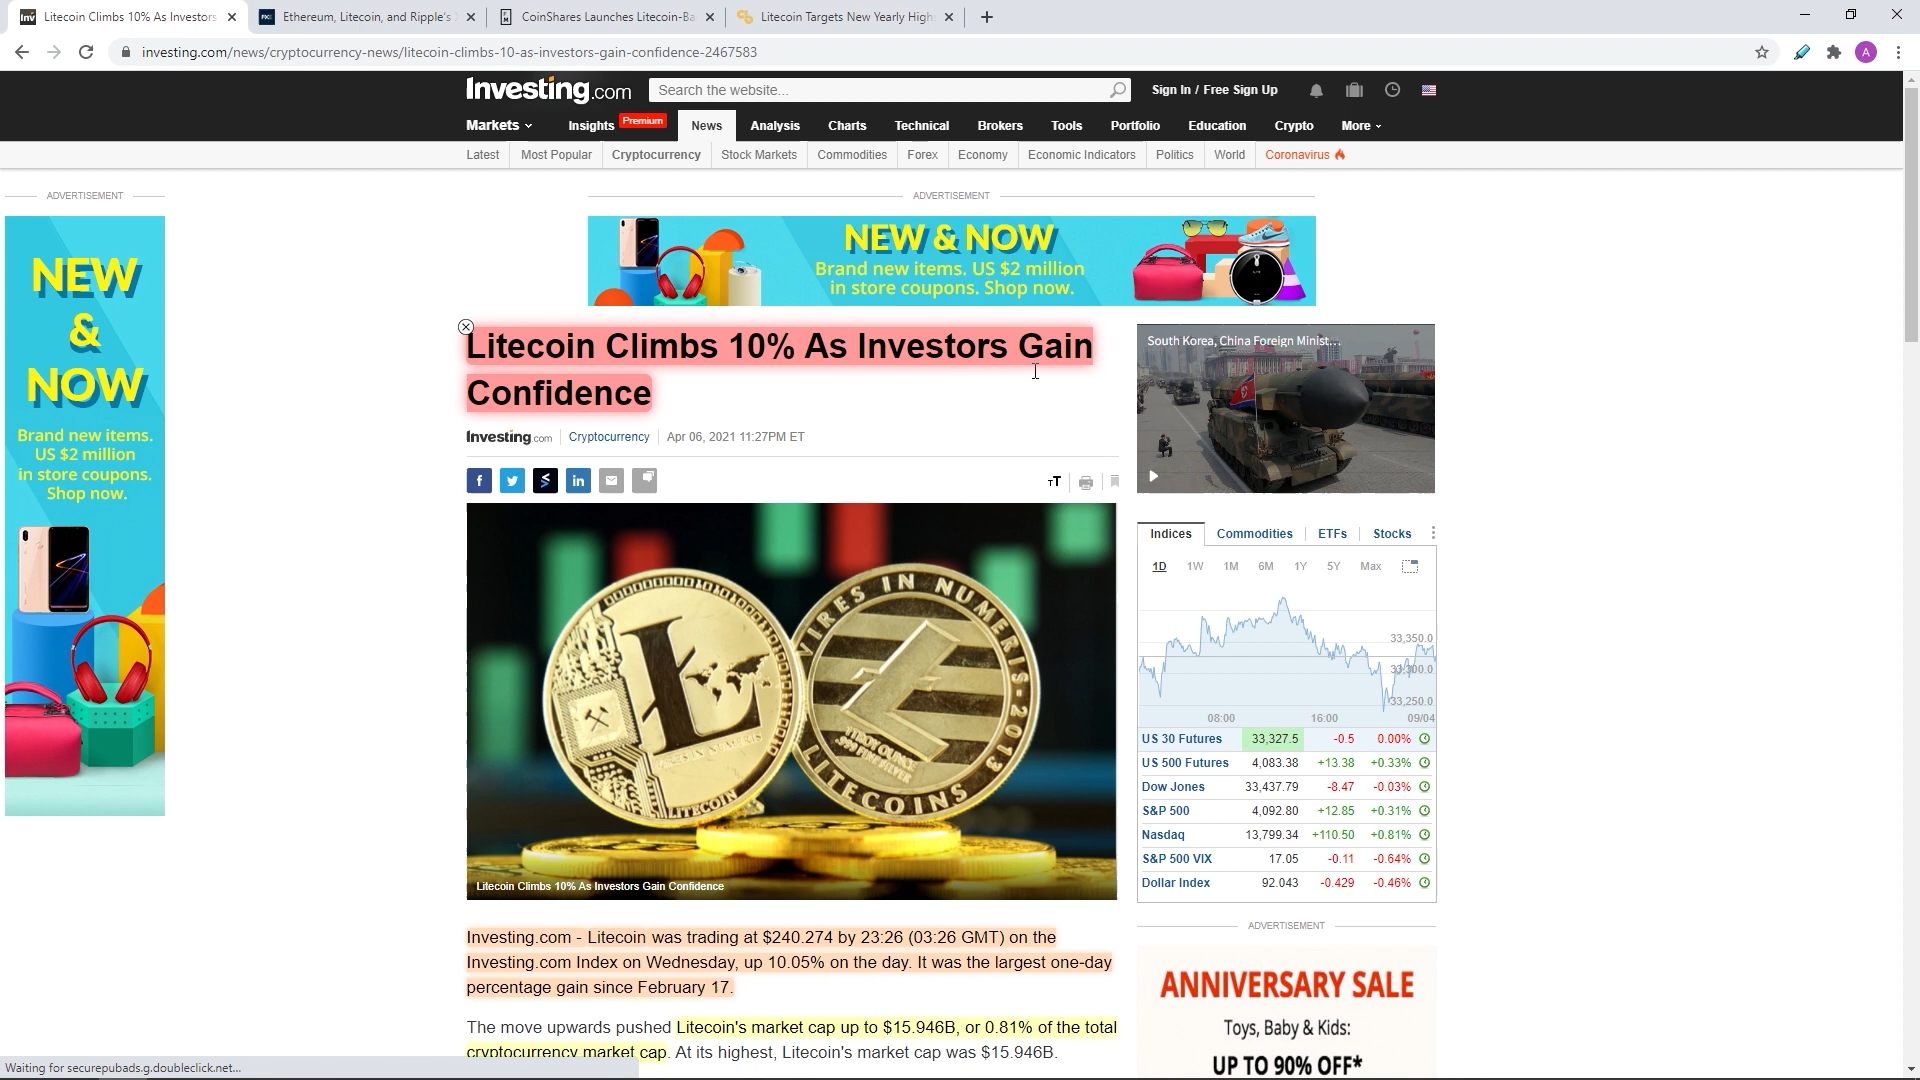 Litecoin Climbs 10% As Investors
Ethereum, Litecoin, and Ripple's
CoinShares Launches Litecoin-Ba
Litecoin Targets New Yearly High
investing.com/news/cryptocurrency-news/litecoin-climbs-10-as-investors-gain-confidence-2467583
A
Investing.com
Search the website...
Sign In / Free Sign Up
Markets
Insights
Premium
News
Analysis
Charts
Technical
Brokers
Tools
Portfolio
Education
Crypto
More
Latest
Most Popular
Cryptocurrency
Stock Markets
Commodities
Forex
Economy
Economic Indicators
Politics
World
Coronavirus
ADVERTISEMENT
ADVERTISEMENT
NEW
&
NOW
Brand new items.
US $2 million
in store coupons.
Shop now.
NEW & NOW
Brand new items. US $2 million
in store coupons. Shop now.
Litecoin Climbs 10% As Investors Gain
Confidence
Investing.com
Cryptocurrency
Apr 06, 2021 11:27PM ET
VIRES IN NUMERIS-2013
1 TROY OUNCE
.999 FINE SILVER
LITECOINS
LITECOIN
Litecoin Climbs 10% As Investors Gain Confidence
Investing.com - Litecoin was trading at $240.274 by 23:26 (03:26 GMT) on the
Investing.com Index on Wednesday, up 10.05% on the day. It was the largest one-day
percentage gain since February 17.
The move upwards pushed Litecoin's market cap up to $15.946B, or 0.81% of the total
cryptocurrency market cap. At its highest, Litecoin's market cap was $15.946B.
South Korea, China Foreign Minist...
Indices
Commodities
ETFs
Stocks
1D 1W 1M 6M 1Y 5Y Max
33,350.0
33,300.0
33,250.0
08:00 16:00 09/04
US 30 Futures 33,327.5 -0.5 0.00%
US 500 Futures 4,083.38 +13.38 +0.33%
Dow Jones 33,437.79 -8.47 -0.03%
S&P 500 4,092.80 +12.85 +0.31%
Nasdaq 13,799.34 +110.50 +0.81%
S&P 500 VIX 17.05 -0.11 -0.64%
Dollar Index 92.043 -0.429 -0.46%
ADVERTISEMENT
ANNIVERSARY SALE
Toys, Baby & Kids:
UP TO 90% OFF*
Waiting for securepubads.g.doubleclick.net...